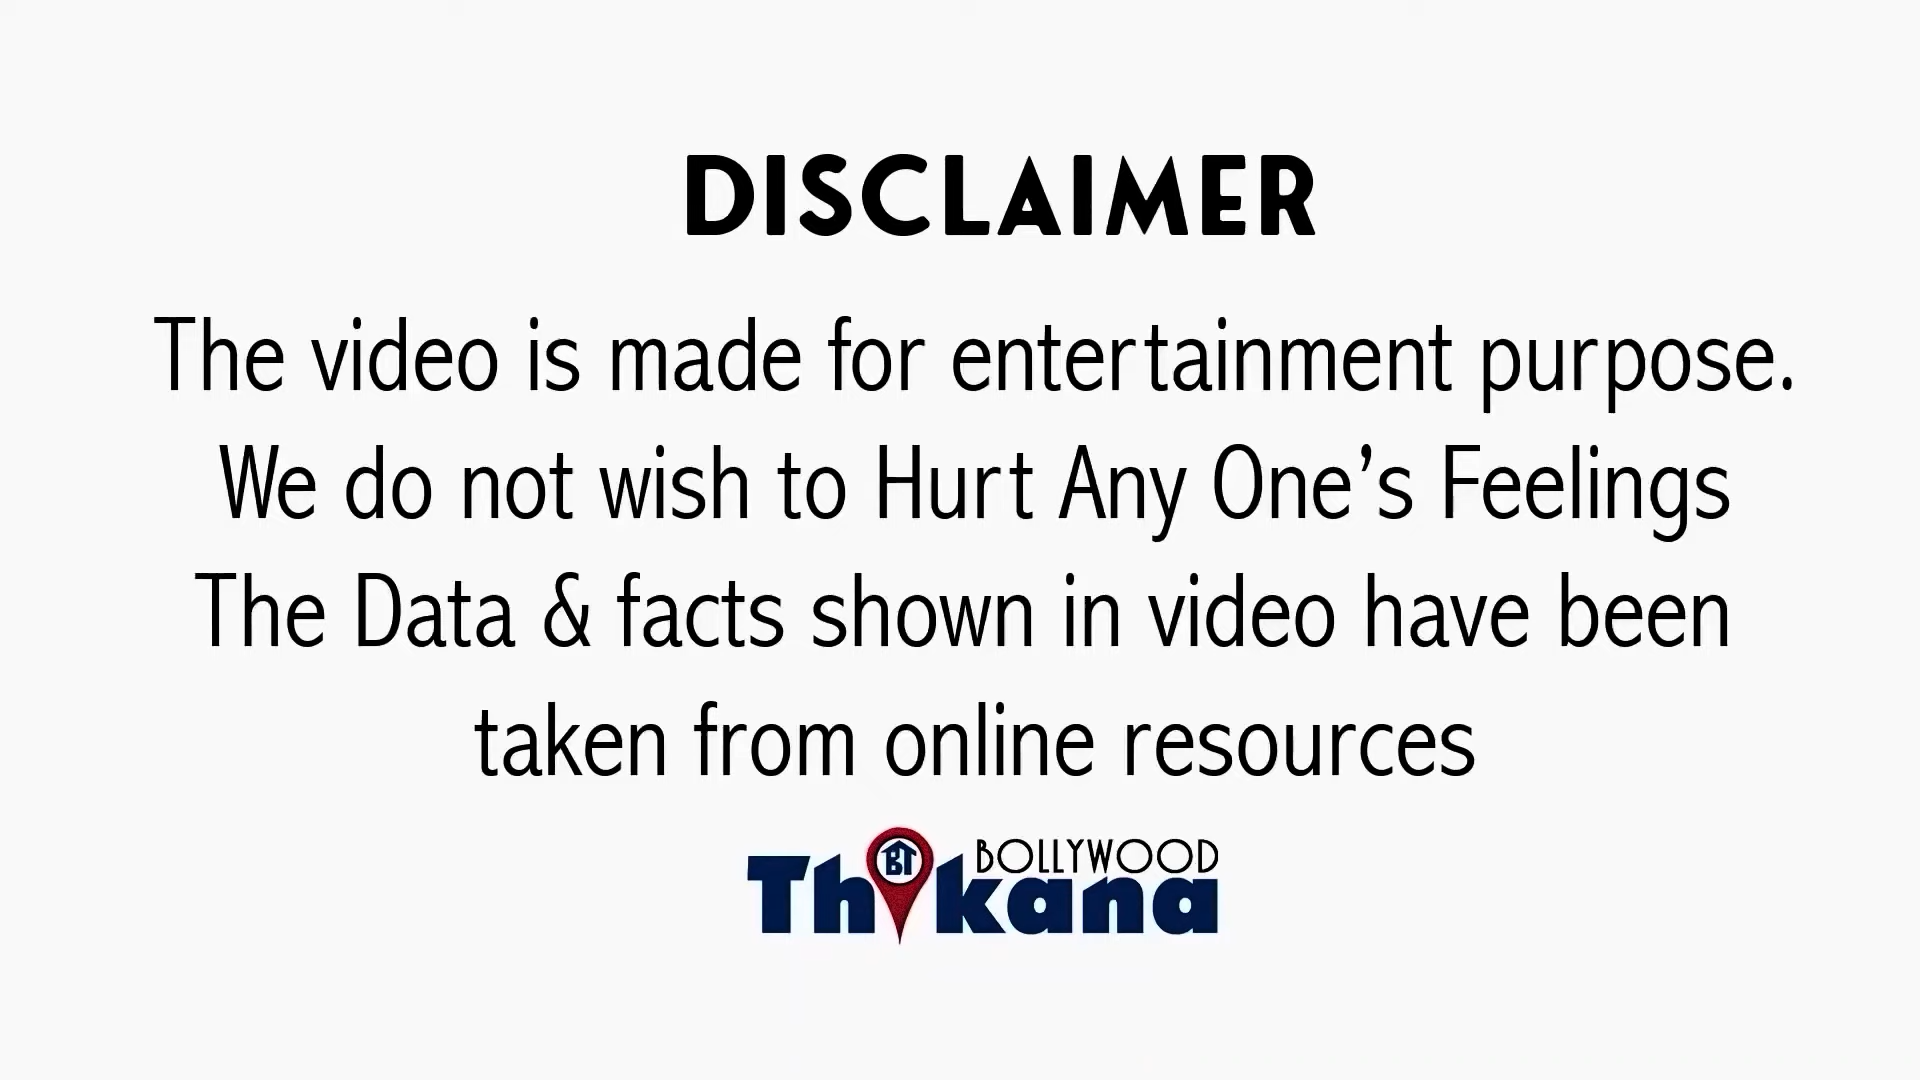 DISCLAIMER
The video is made for entertainment purpose.
We do not wish to Hurt Any One’s Feelings
The Data & facts shown in video have been
taken from online resources
BOLLYWOOD
BT
Thikana